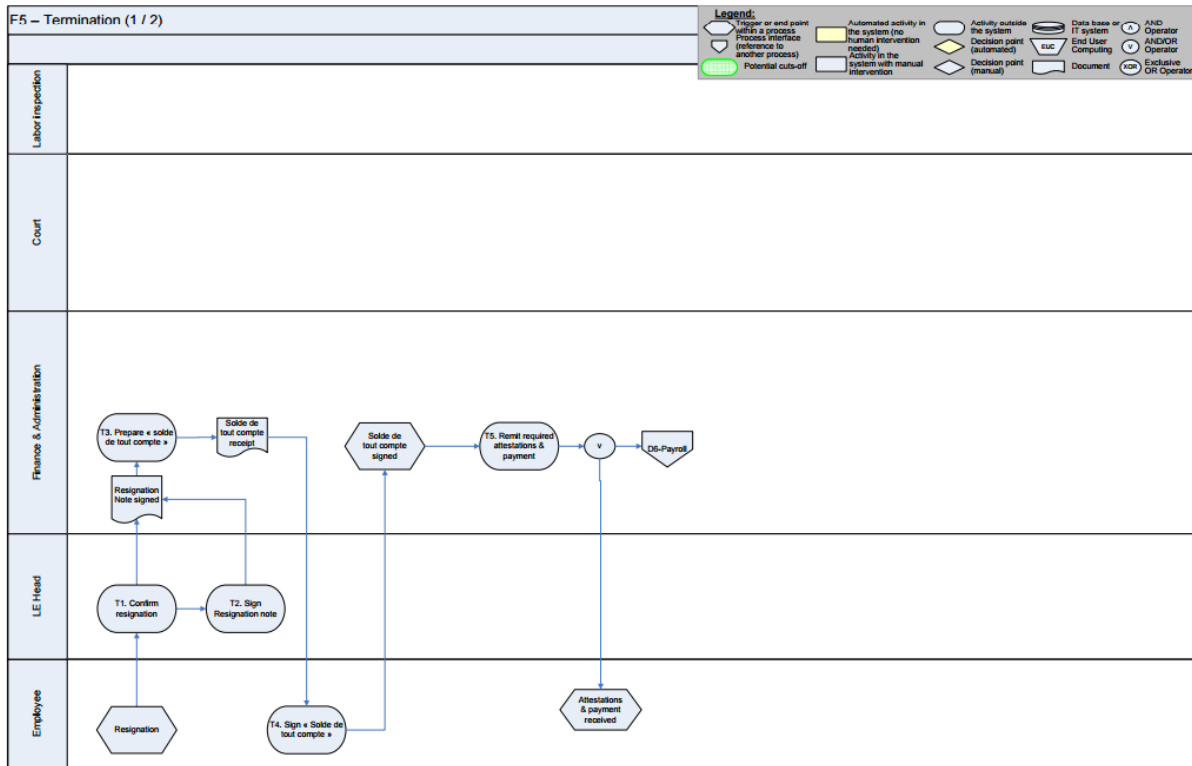 E5 – Termination (1 / 2)
Legend:
Trigger or end point
within a process
Process interface
(reference to
another process)
Potential cuts-off
Automated activity in
the system (no
human intervention
needed)
Activity in the
system with manual
intervention
Activity outside
the system
Decision point
(automated)
Decision point
(manual)
Data base or
IT system
EUC
End User
Computing
Document
Λ
AND
Operator
V
AND/OR
Operator
XOR
Exclusive
OR Operator
Labor inspection
Court
Finance & Administration
T3. Prepare « solde
de tout compte »
Solde de
tout compte
receipt
Solde de
tout compte
signed
T5. Remit required
attestations &
payment
v
D6-Payroll
Resignation
Note signed
LE Head
T1. Confirm
resignation
T2. Sign
Resignation note
Employee
Resignation
T4. Sign « Solde de
tout compte »
Attestations
& payment
received